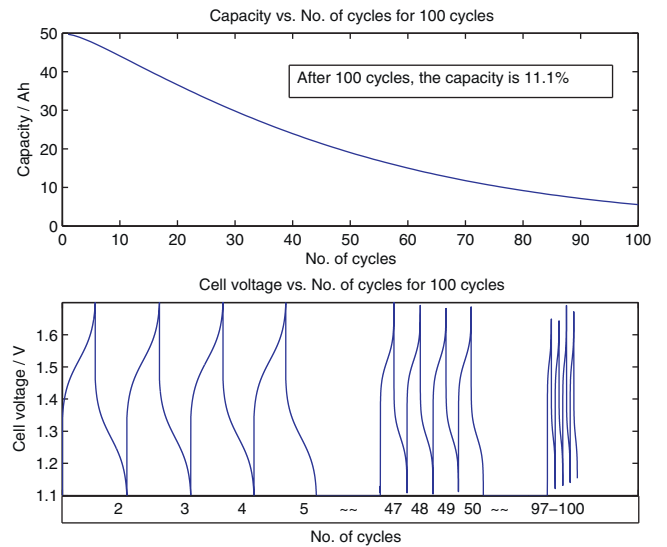 Capacity vs. No. of cycles for 100 cycles
50
40
30
20
10
0
Capacity / Ah
After 100 cycles, the capacity is 11.1%
0 10 20 30 40 50 60 70 80 90 100
No. of cycles
Cell voltage vs. No. of cycles for 100 cycles
1.6
1.5
1.4
1.3
1.2
1.1
Cell voltage / V
2 3 4 5 ~~ 47 48 49 50 ~~ 97–100
No. of cycles